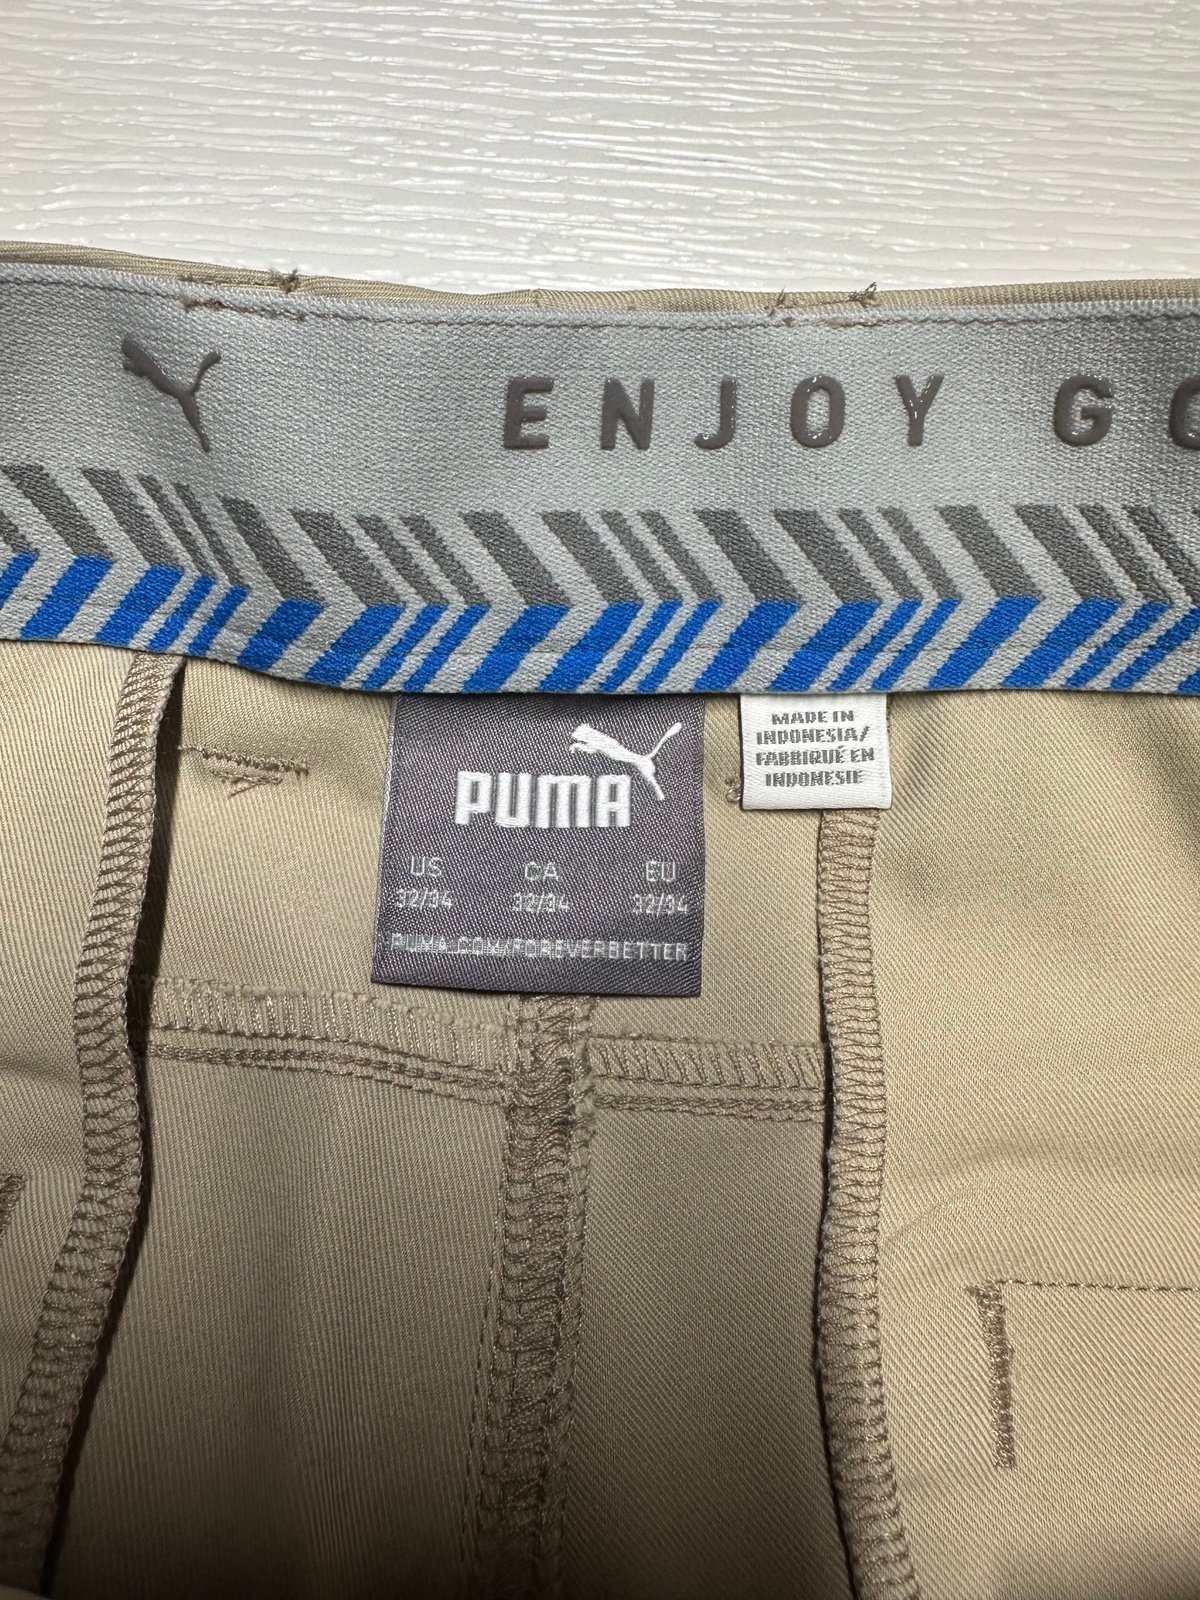 ENJOY GO
PUMA
US CA EU
32/34 32/34 32/34
PUMA.COM/FOREVERBETTER
MADE IN
INDONESIA/
FABRIQUÉ EN
INDONESIE